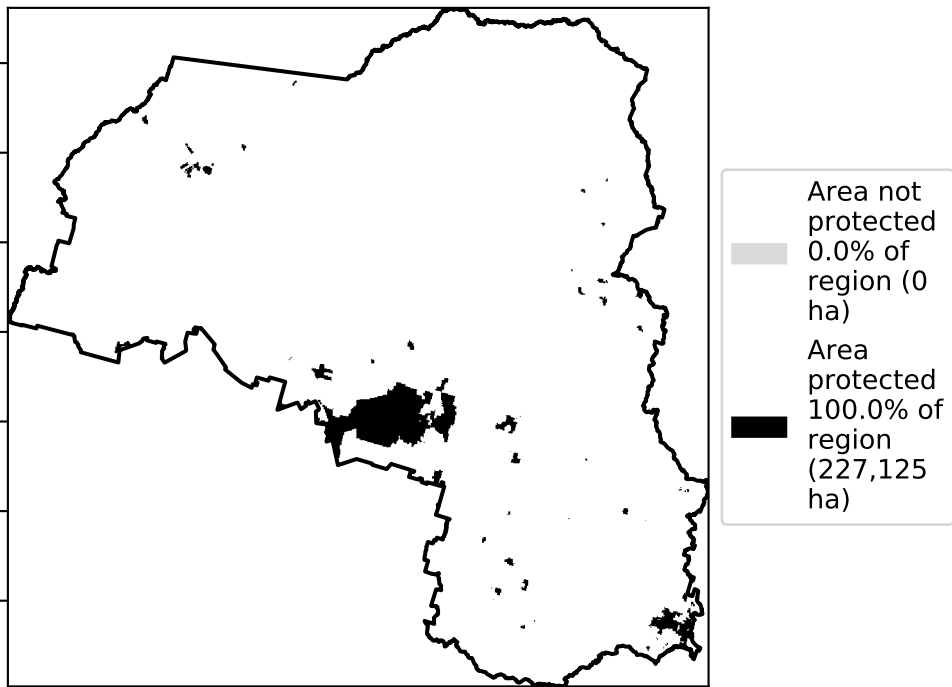 Area not
protected
0.0% of
region (0
ha)
Area
protected
100.0% of
region
(227,125
ha)